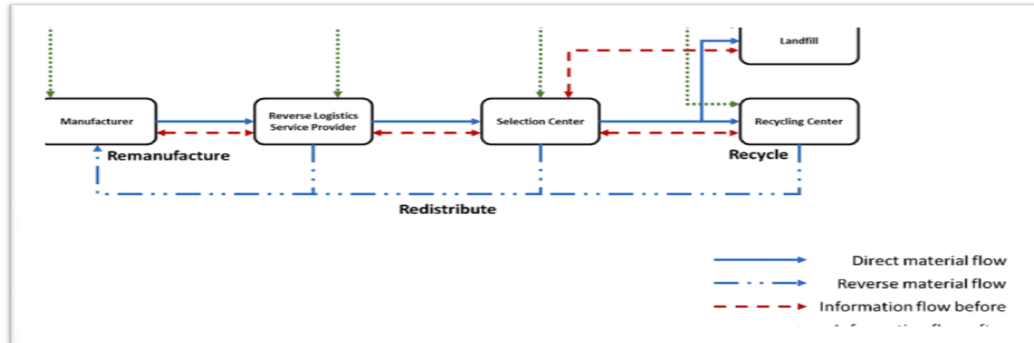 Landfill
Manufacturer
Reverse Logistics
Service Provider
Selection Center
Recycling Center
Remanufacture
Recycle
Redistribute
Direct material flow
Reverse material flow
Information flow before